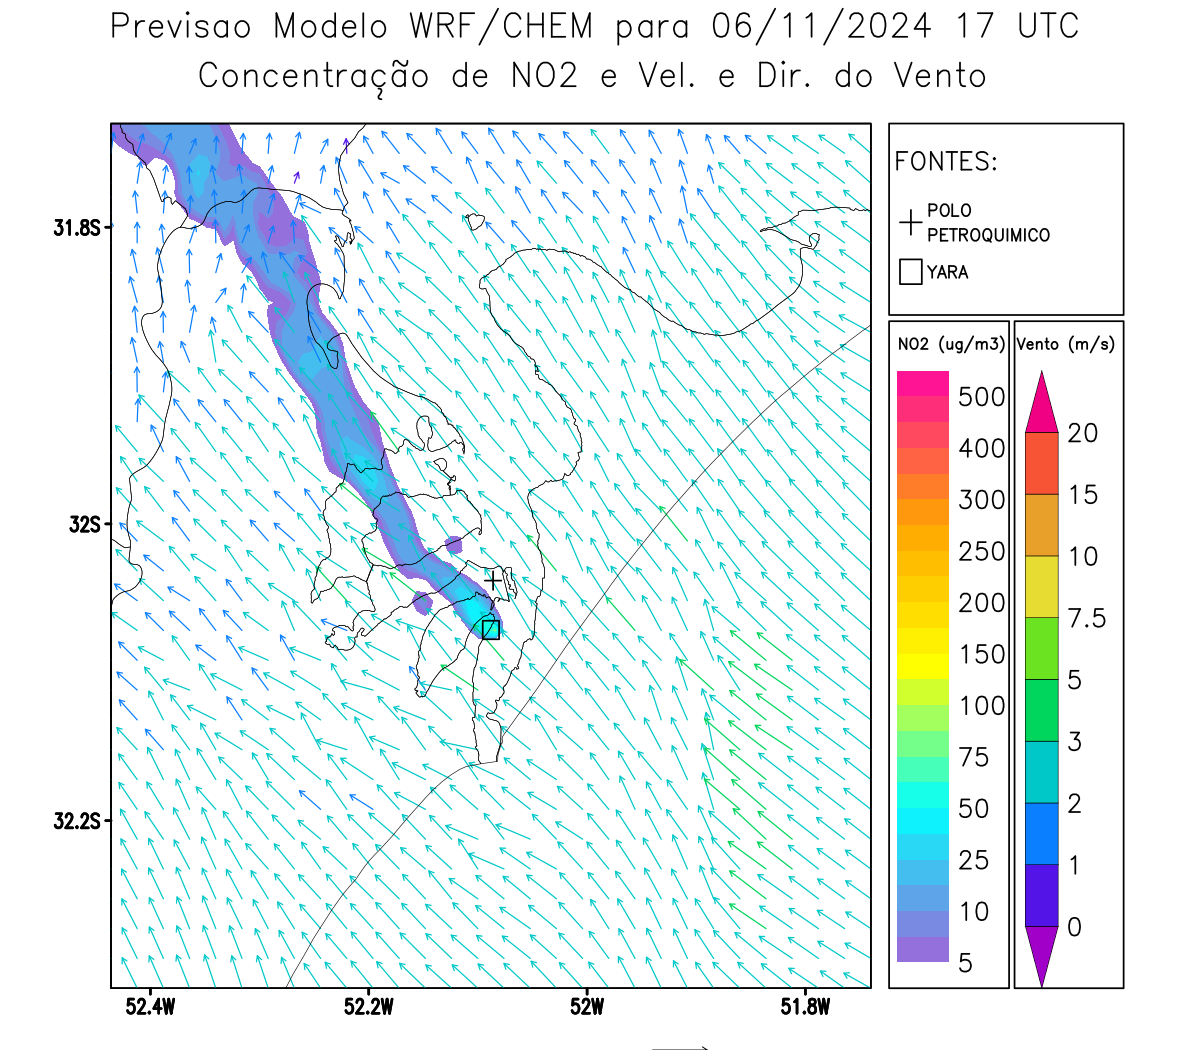 Previsao Modelo WRF/CHEM para 06/11/2024 17 UTC
Concentração de NO2 e Vel. e Dir. do Vento
FONTES:
POLO
PETROQUIMICO
YARA
NO2 (ug/m3)
500
400
300
250
200
150
100
75
50
25
10
5
Vento (m/s)
20
15
10
7.5
5
3
2
1
0
31.8S
32S
32.2S
52.4W
52.2W
52W
51.8W